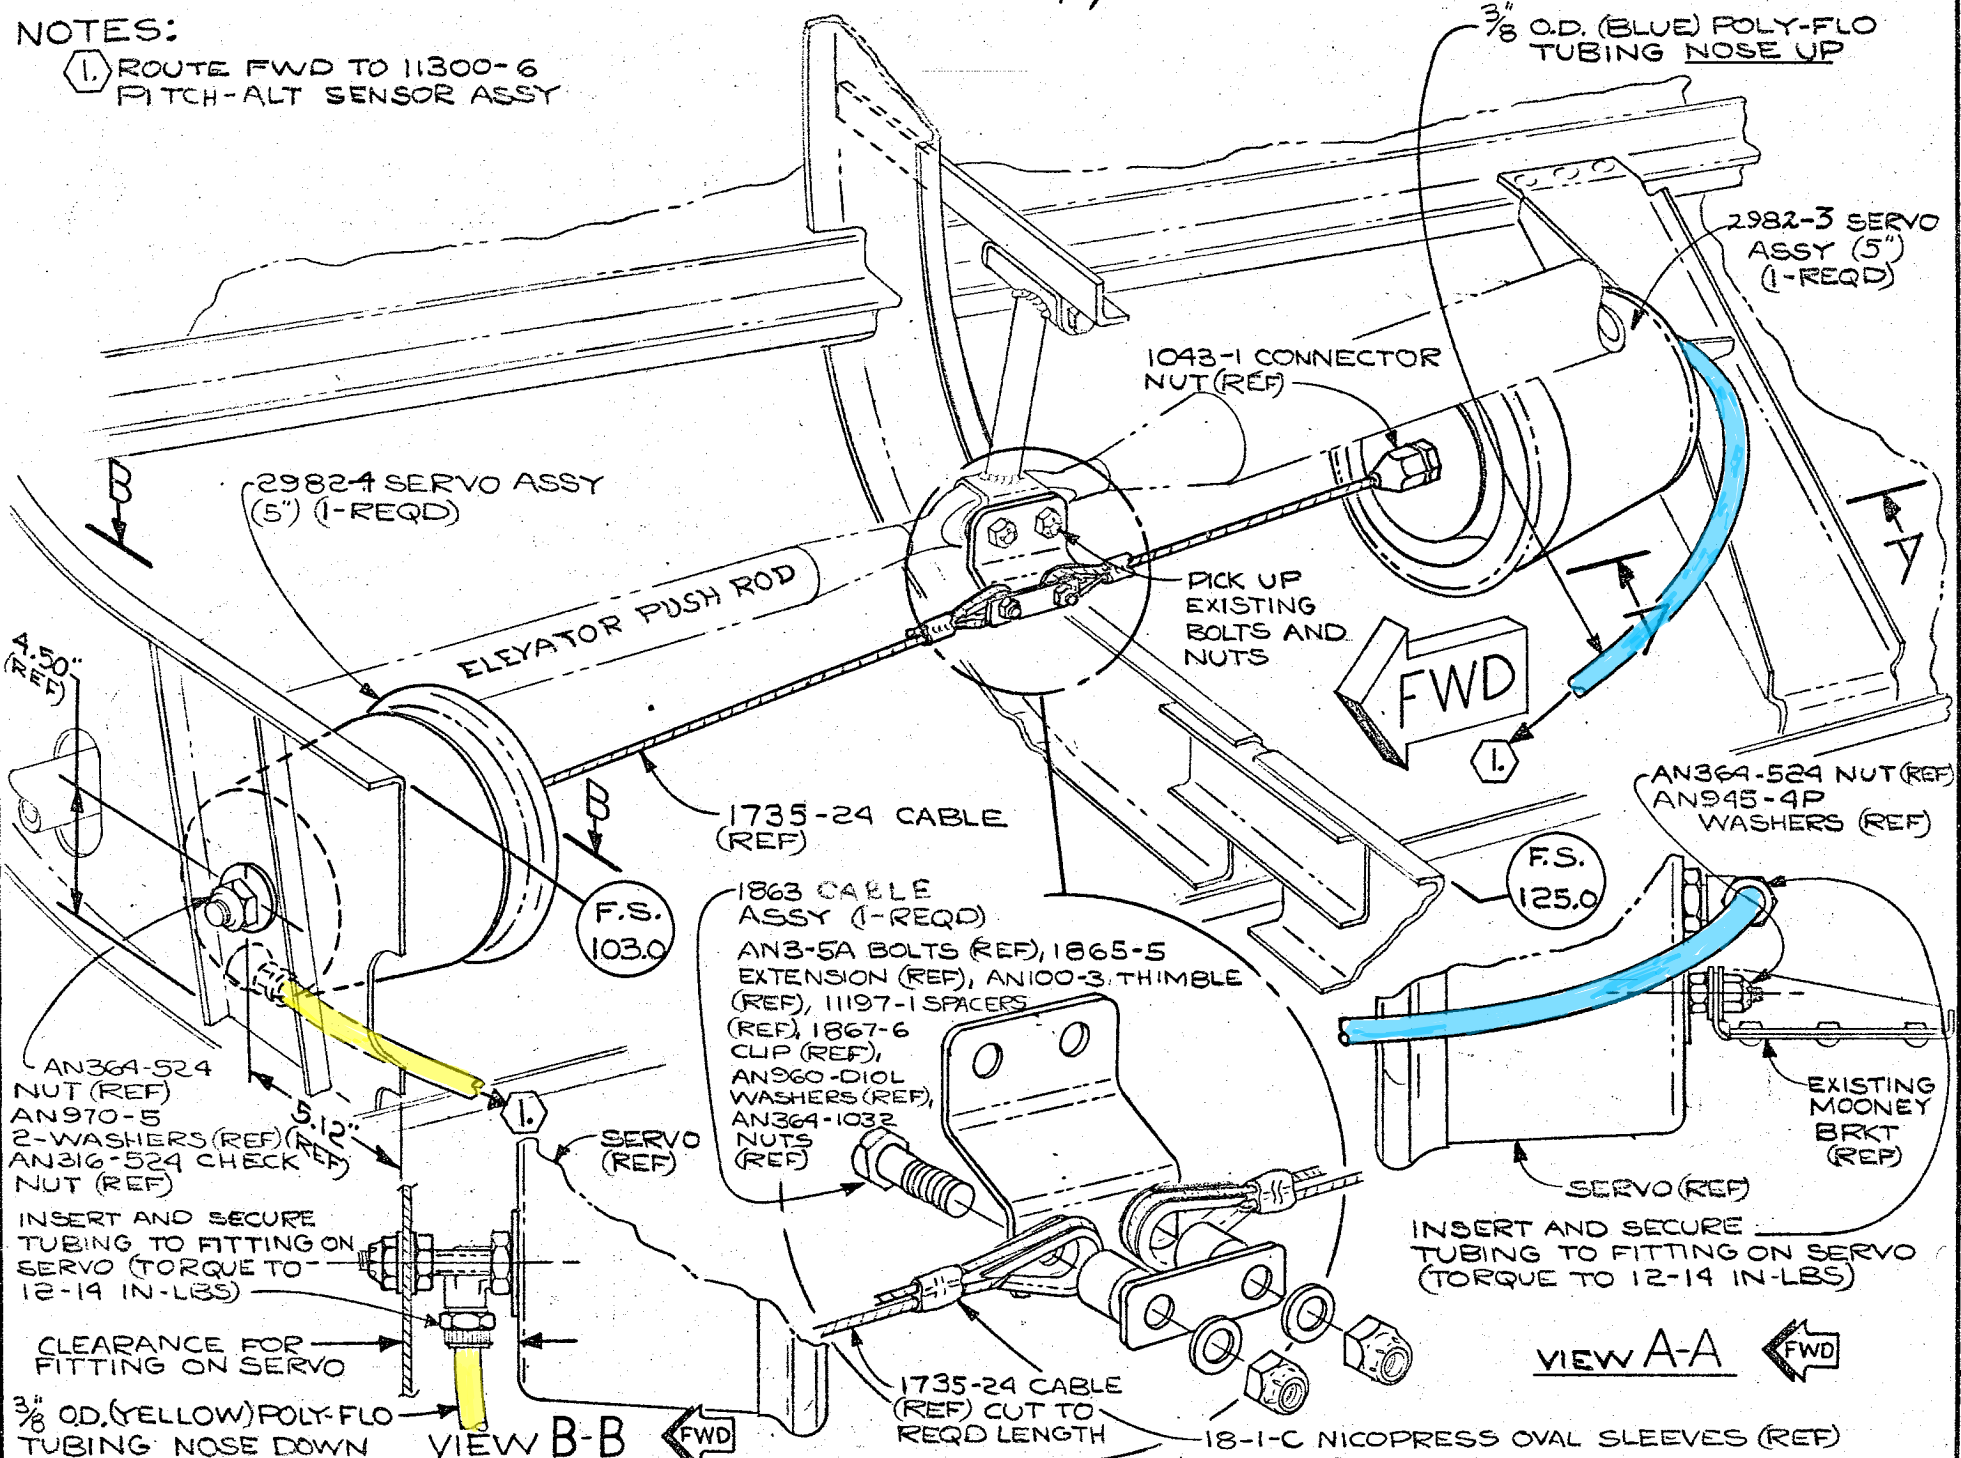 NOTES:
1. ROUTE FWD TO 11300-6
PITCH-ALT SENSOR ASSY
3/8" O.D. (BLUE) POLY-FLO
TUBING NOSE UP
2982-3 SERVO
ASSY (5")
(1-REQD)
1043-1 CONNECTOR
NUT (REF)
B
2982-4 SERVO ASSY
(5") (1-REQD)
A
ELEVATOR PUSH ROD
PICK UP
EXISTING
BOLTS AND
NUTS
A
FWD
1.
4.50"
(REF)
B
1735-24 CABLE
(REF)
AN364-524 NUT (REF)
AN945-4P
WASHERS (REF)
F.S.
125.0
F.S.
103.0
1863 CABLE
ASSY (1-REQD)
AN3-5A BOLTS (REF), 1865-5
EXTENSION (REF), AN100-3 THIMBLE
(REF), 11197-1 SPACERS
(REF), 1867-6
CLIP (REF),
AN960-D10L
WASHERS (REF),
AN364-1032
NUTS
(REF)
AN364-524
NUT (REF)
AN970-5
2-WASHERS (REF)
AN316-524 CHECK
NUT (REF)
5.12"
(REF)
1.
SERVO
(REF)
EXISTING
MOONEY
BRKT
(REF)
SERVO (REF)
INSERT AND SECURE
TUBING TO FITTING ON
SERVO (TORQUE TO
12-14 IN-LBS)
INSERT AND SECURE
TUBING TO FITTING ON SERVO
(TORQUE TO 12-14 IN-LBS)
CLEARANCE FOR
FITTING ON SERVO
VIEW A-A
FWD
3/8" O.D. (YELLOW) POLY-FLO
TUBING NOSE DOWN
VIEW B-B
FWD
1735-24 CABLE
(REF) CUT TO
REQD LENGTH
18-1-C NICOPRESS OVAL SLEEVES (REF)